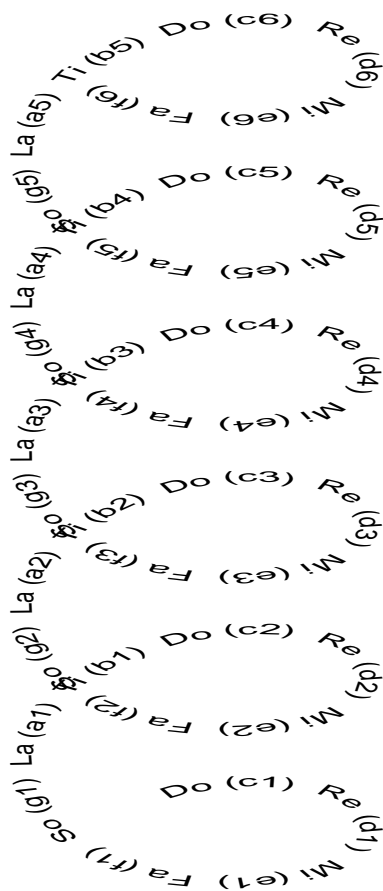 Do (c6) Re (d6)
Mi (e6) Fa (f6)
Ti (b5)
La (a5)
So (g5)
Do (c5) Re (d5)
Mi (e5) Fa (f5)
Ti (b4)
La (a4)
So (g4)
Do (c4) Re (d4)
Mi (e4) Fa (f4)
Ti (b3)
La (a3)
So (g3)
Do (c3) Re (d3)
Mi (e3) Fa (f3)
Ti (b2)
La (a2)
So (g2)
Do (c2) Re (d2)
Mi (e2) Fa (f2)
Ti (b1)
La (a1)
So (g1)
Do (c1) Re (d1)
Mi (e1) Fa (f1)